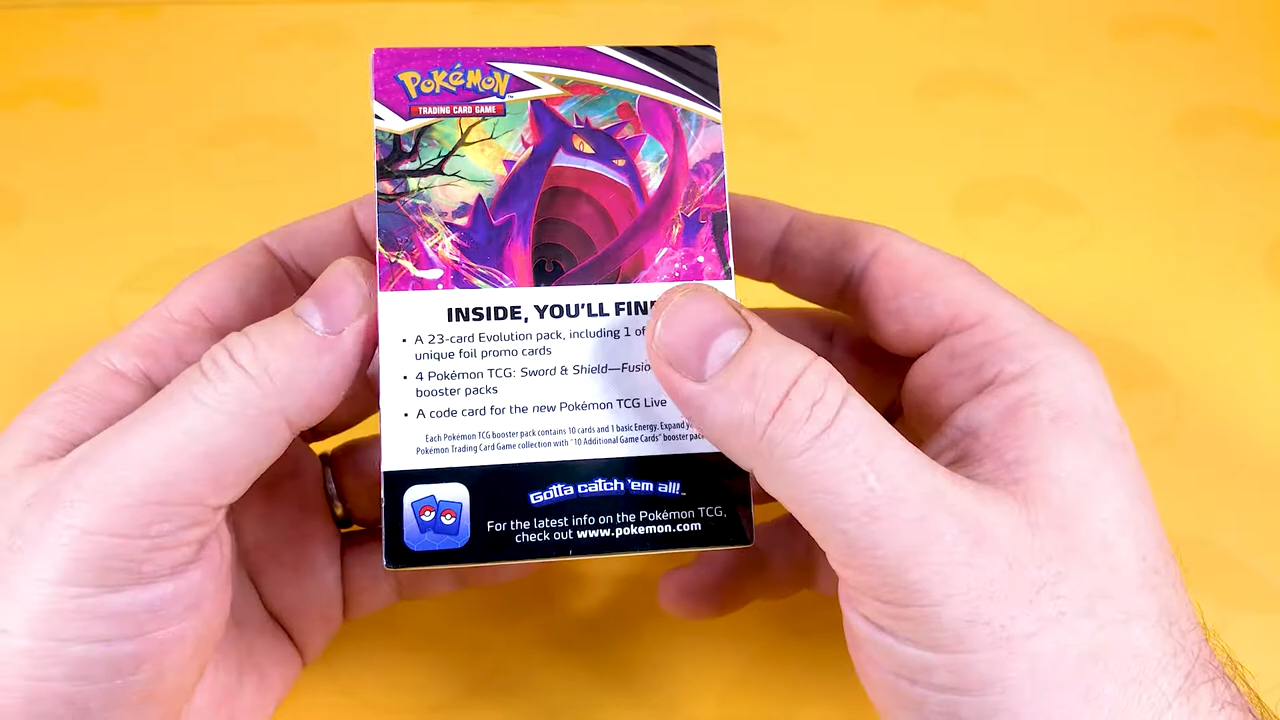 POKéMON
TRADING CARD GAME
INSIDE, YOU'LL
▪ A 23-card Evolution pack, including 1 of
unique foil promo cards
▪ 4 Pokémon TCG: Sword & Shield—
booster packs
▪ A code card for the new Pokémon TCG Live
Each Pokémon TCG booster pack contains 10 cards and 1 basic Energy. Expand
Pokémon Trading Card Game collection with "10 Additional Game Cards" booster
Gotta catch 'em all!™
For the latest info on the Pokémon TCG,
check out www.pokemon.com